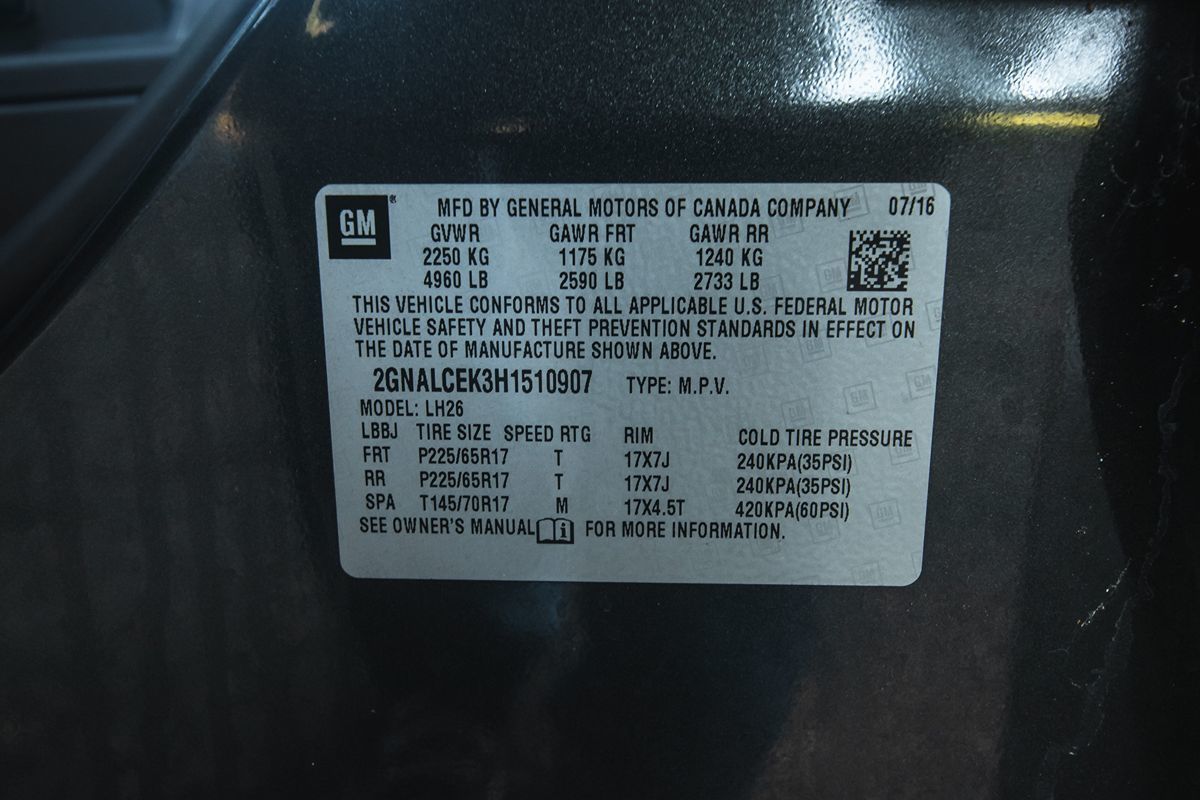 GM® MFD BY GENERAL MOTORS OF CANADA COMPANY 07/16
GVWR GAWR FRT GAWR RR
2250 KG 1175 KG 1240 KG
4960 LB 2590 LB 2733 LB
THIS VEHICLE CONFORMS TO ALL APPLICABLE U.S. FEDERAL MOTOR
VEHICLE SAFETY AND THEFT PREVENTION STANDARDS IN EFFECT ON
THE DATE OF MANUFACTURE SHOWN ABOVE.
2GNALCEK3H1510907 TYPE: M.P.V.
MODEL: LH26
LBBJ TIRE SIZE SPEED RTG RIM COLD TIRE PRESSURE
FRT P225/65R17 T 17X7J 240KPA(35PSI)
RR P225/65R17 T 17X7J 240KPA(35PSI)
SPA T145/70R17 M 17X4.5T 420KPA(60PSI)
SEE OWNER'S MANUAL i FOR MORE INFORMATION.